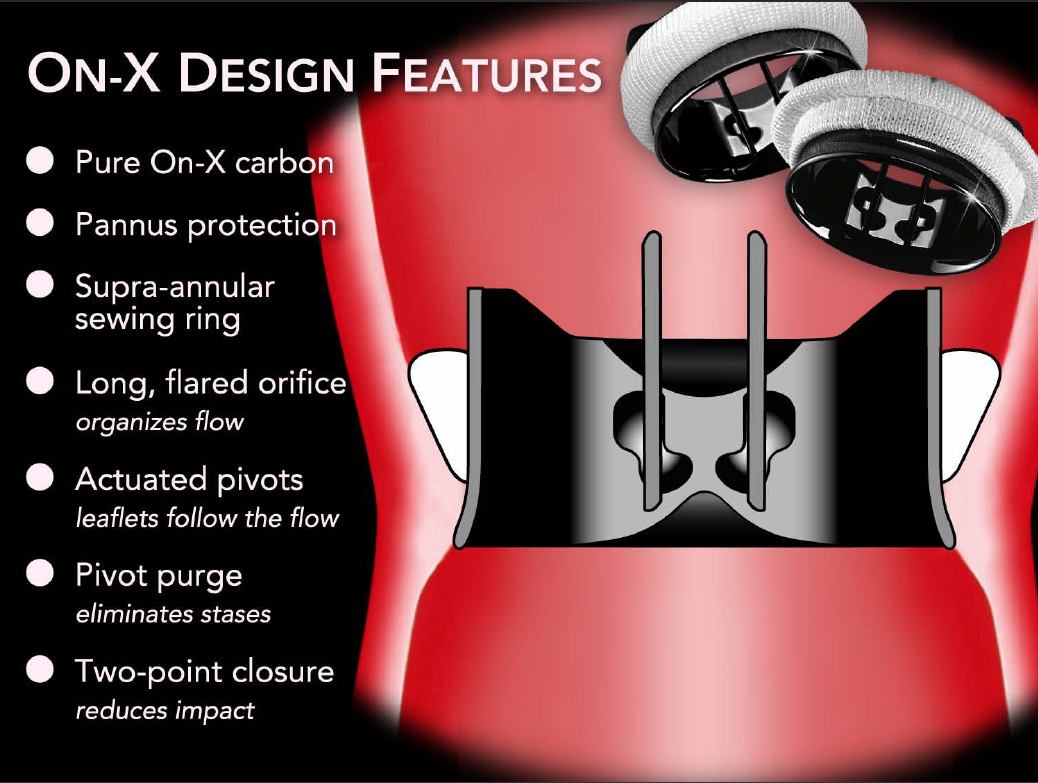 ON-X DESIGN FEATURES
Pure On-X carbon
Pannus protection
Supra-annular
sewing ring
Long, flared orifice
organizes flow
Actuated pivots
leaflets follow the flow
Pivot purge
eliminates stases
Two-point closure
reduces impact